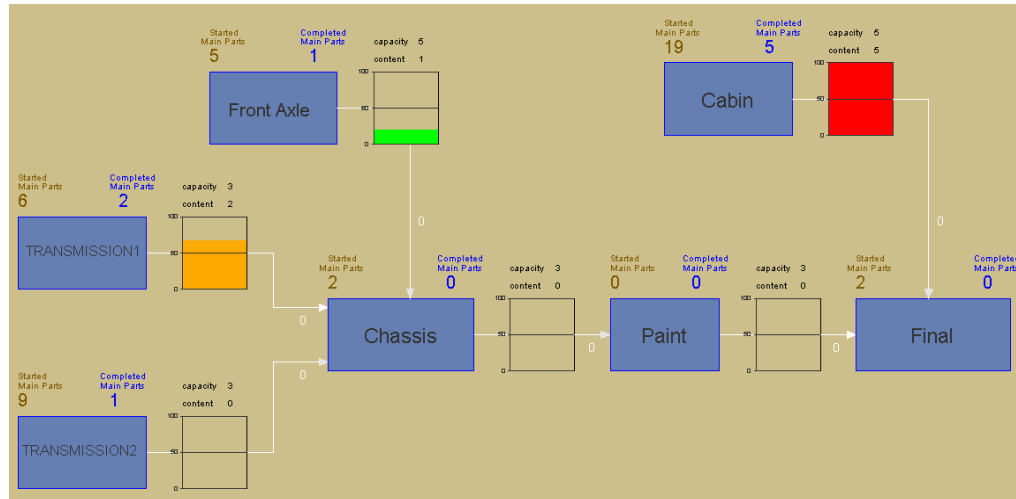 Started
Main Parts
5
Completed
Main Parts
1
capacity 5
content 1
100
50
0
Front Axle
0
Started
Main Parts
19
Completed
Main Parts
5
capacity 5
content 5
100
50
0
Cabin
0
Started
Main Parts
6
Completed
Main Parts
2
capacity 3
content 2
100
50
0
TRANSMISSION1
0
Started
Main Parts
2
Completed
Main Parts
0
capacity 3
content 0
100
50
0
Chassis
0
Started
Main Parts
0
Completed
Main Parts
0
capacity 3
content 0
100
50
0
Paint
0
Started
Main Parts
2
Completed
Main Parts
0
Final
Started
Main Parts
9
Completed
Main Parts
1
capacity 3
content 0
100
50
0
TRANSMISSION2
0